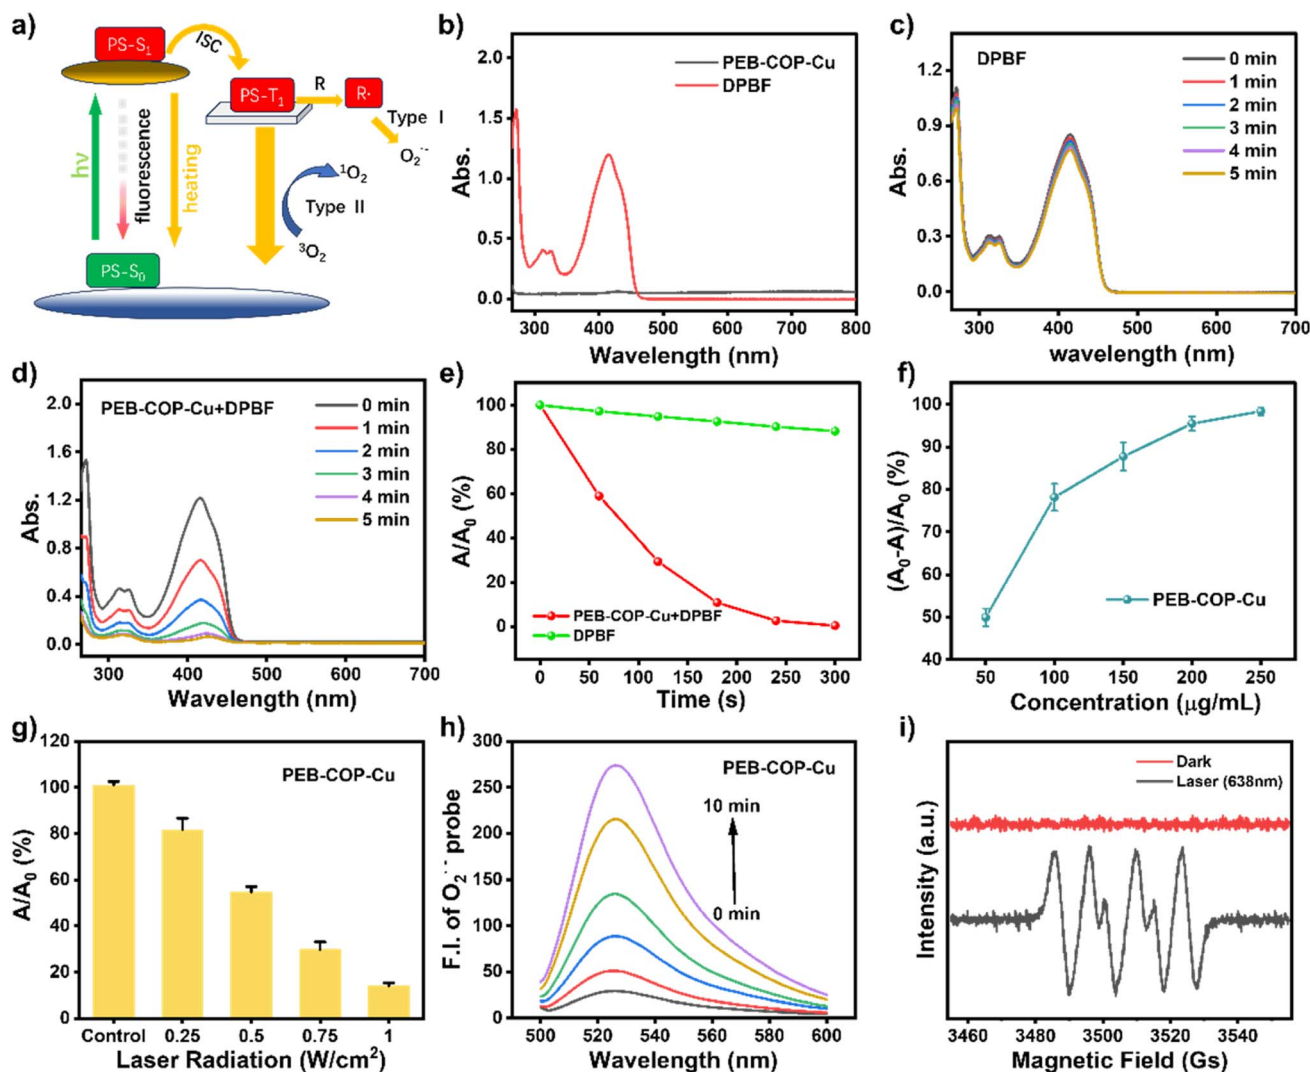 a)
PS-S₁
ISC
PS-T₁
R
R·
Type I
O₂·⁻
hv
fluorescence
heating
¹O₂
Type II
³O₂
PS-S₀
b)
PEB-COP-Cu
DPBF
2.0
1.5
1.0
0.5
0.0
Abs.
300 400 500 600 700 800
Wavelength (nm)
c)
DPBF
0 min
1 min
2 min
3 min
4 min
5 min
1.2
0.9
0.6
0.3
0.0
Abs.
300 400 500 600 700
wavelength (nm)
d)
PEB-COP-Cu+DPBF
0 min
1 min
2 min
3 min
4 min
5 min
2.0
1.6
1.2
0.8
0.4
0.0
Abs.
300 400 500 600 700
Wavelength (nm)
e)
100
80
60
40
20
0
A/A₀ (%)
PEB-COP-Cu+DPBF
DPBF
0 50 100 150 200 250 300
Time (s)
f)
100
90
80
70
60
50
40
(A₀-A)/A₀ (%)
PEB-COP-Cu
50 100 150 200 250
Concentration (μg/mL)
g)
PEB-COP-Cu
120
100
80
60
40
20
0
A/A₀ (%)
Control 0.25 0.5 0.75 1
Laser Radiation (W/cm²)
h)
PEB-COP-Cu
10 min
0 min
300
250
200
150
100
50
0
F.I. of O₂·⁻ probe
500 520 540 560 580 600
Wavelength (nm)
i)
Dark
Laser (638nm)
Intensity (a.u.)
3460 3480 3500 3520 3540
Magnetic Field (Gs)